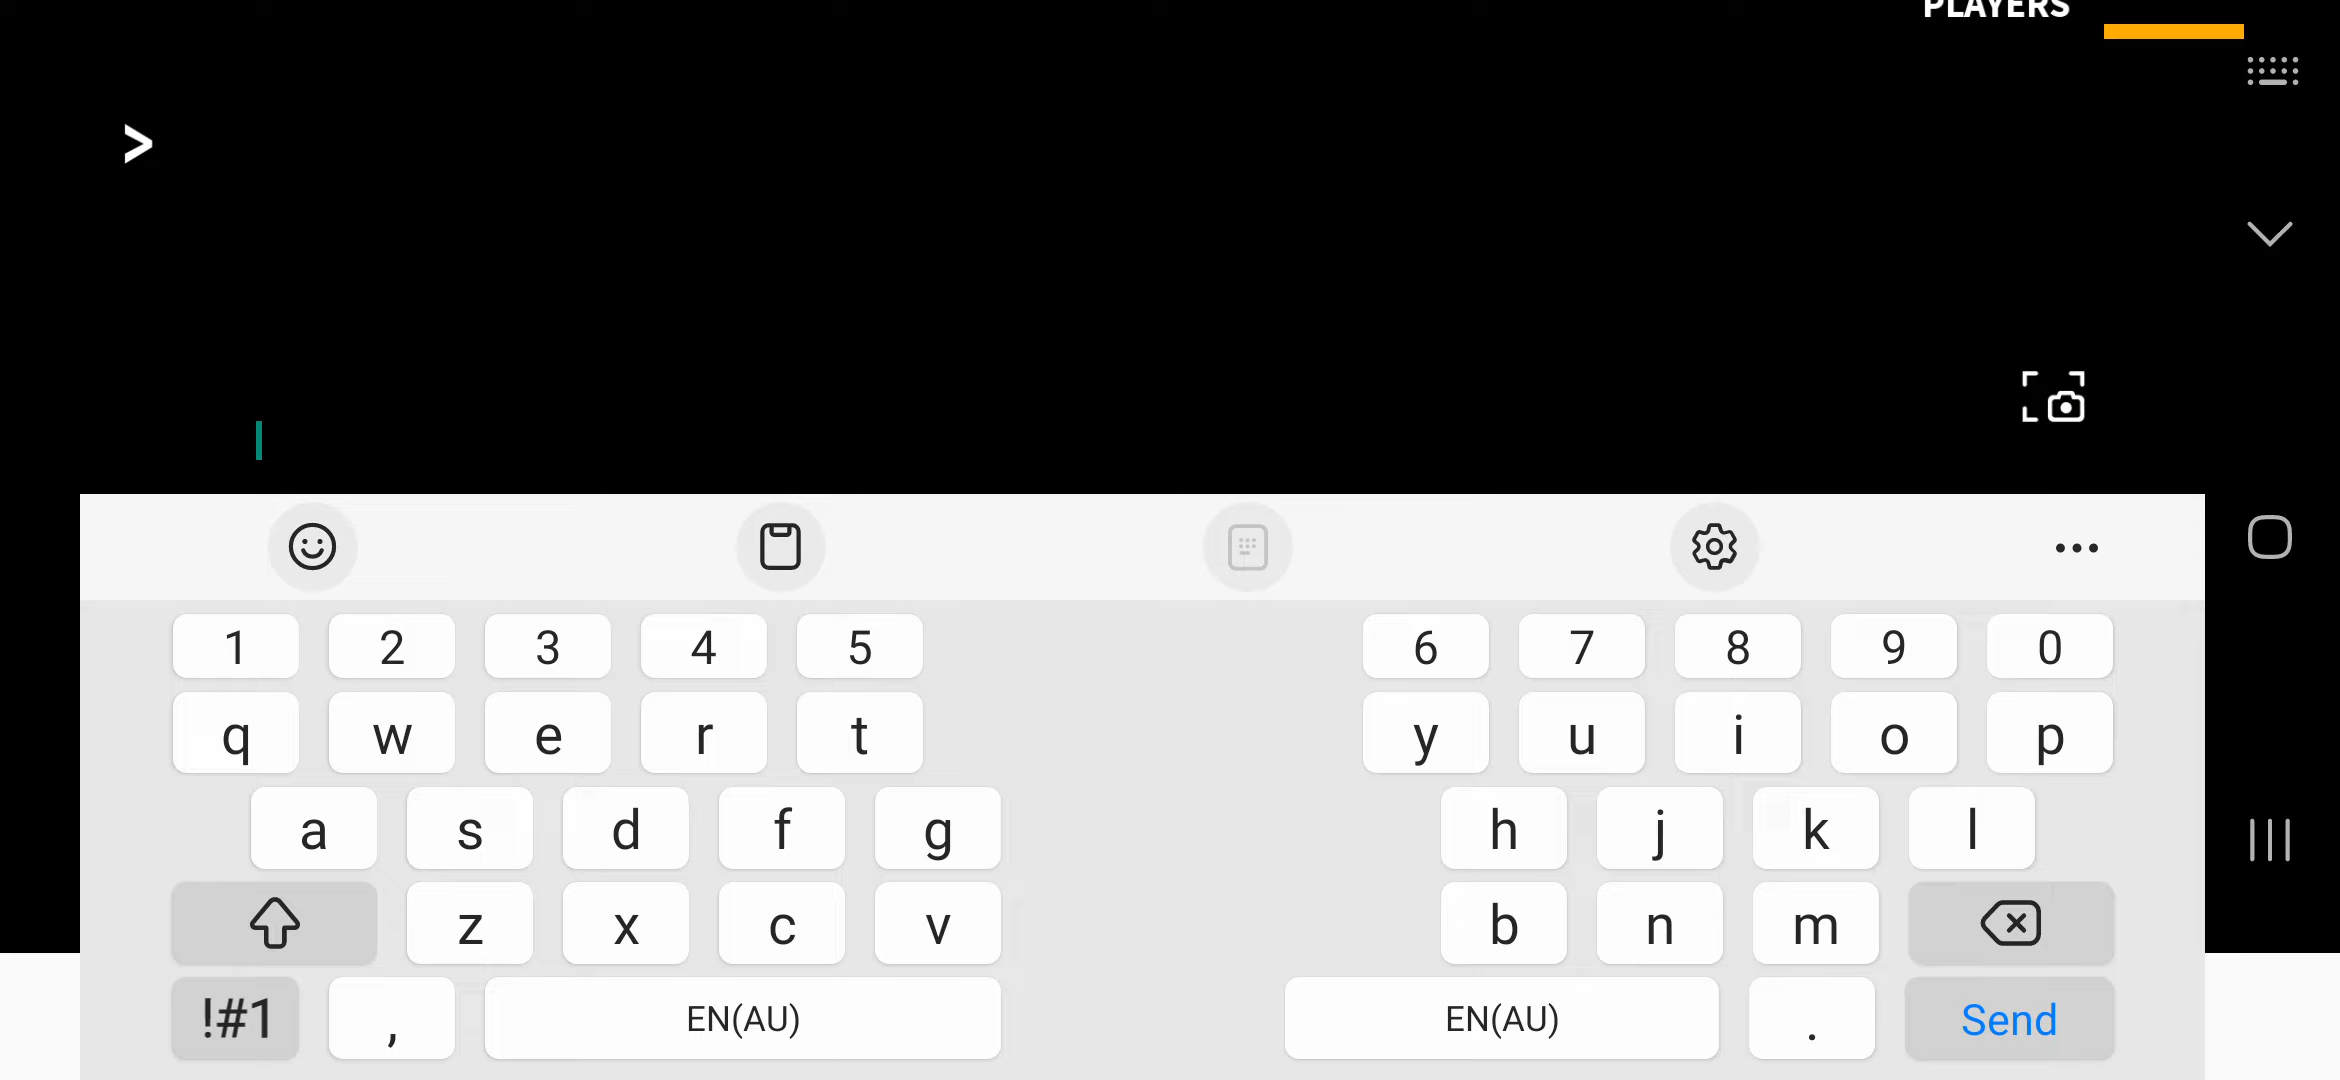 PLAYERS
>
1 2 3 4 5 6 7 8 9 0
q w e r t y u i o p
a s d f g h j k l
z x c v b n m
!#1 , EN(AU) EN(AU) . Send